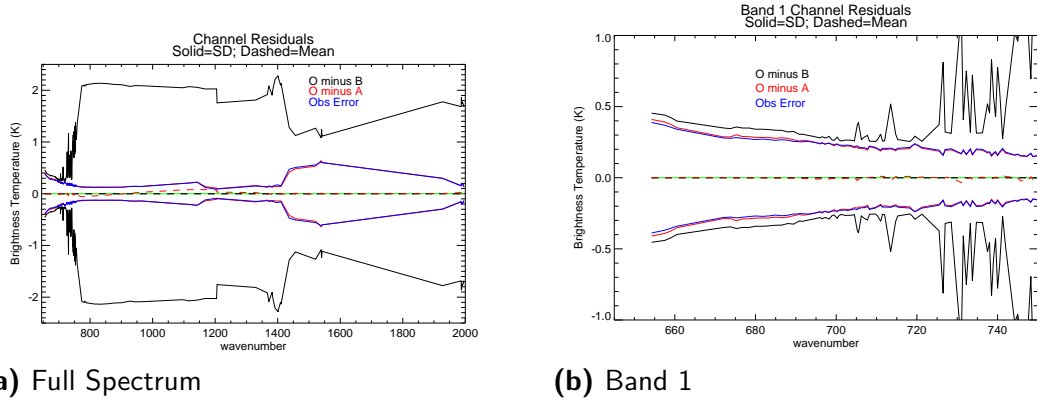 Channel Residuals
Solid=SD; Dashed=Mean
O minus B
O minus A
Obs Error
Brightness Temperature (K)
2
1
0
-1
-2
800 1000 1200 1400 1600 1800 2000
wavenumber
a) Full Spectrum
Band 1 Channel Residuals
Solid=SD; Dashed=Mean
O minus B
O minus A
Obs Error
Brightness Temperature (K)
1.0
0.5
0.0
-0.5
-1.0
660 680 700 720 740
wavenumber
(b) Band 1